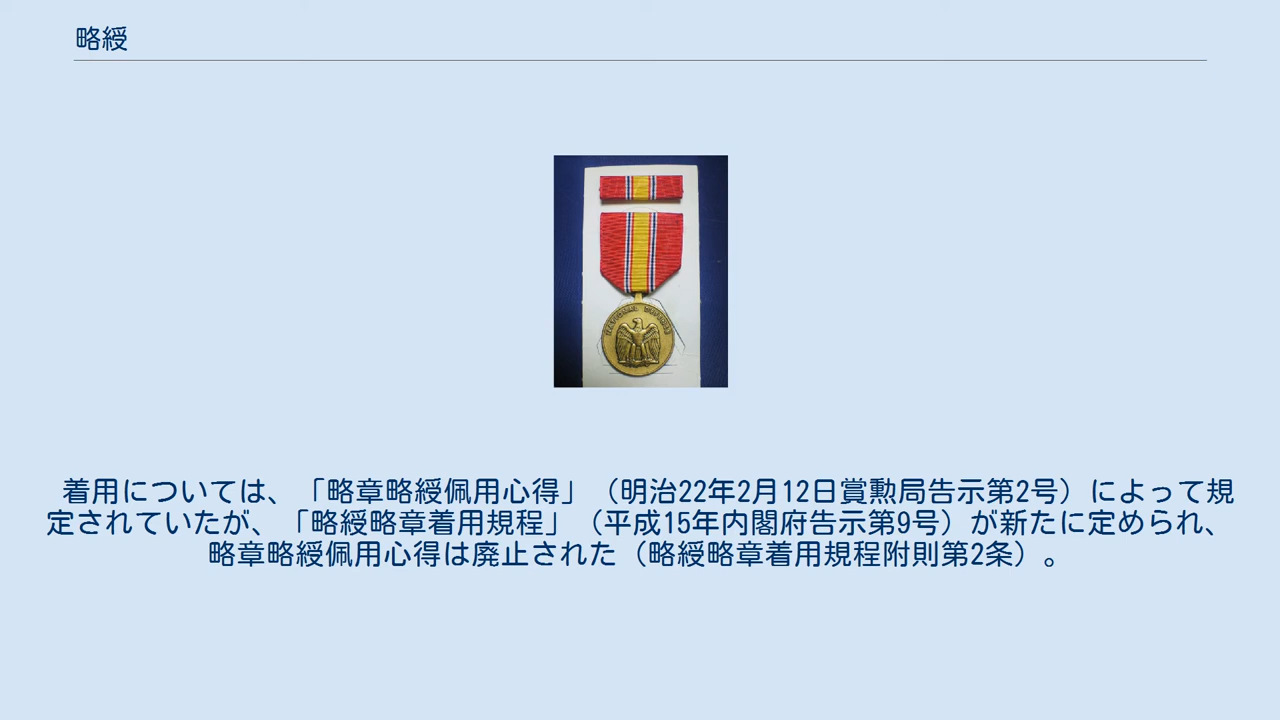 略綬
着用については、「略章略綬佩用心得」（明治22年2月12日賞勲局告示第2号）によって規
定されていたが、「略綬略章着用規程」（平成15年内閣府告示第9号）が新たに定められ、
略章略綬佩用心得は廃止された（略綬略章着用規程附則第2条）。